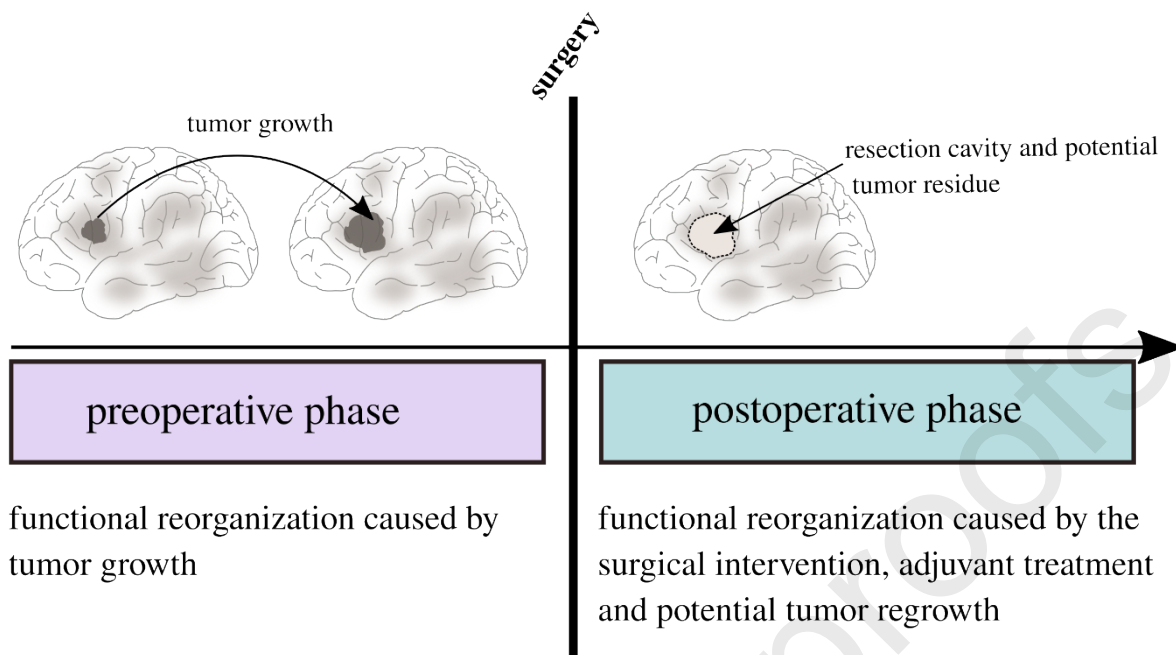 surgery
tumor growth
resection cavity and potential
tumor residue
preoperative phase
postoperative phase
functional reorganization caused by
tumor growth
functional reorganization caused by the
surgical intervention, adjuvant treatment
and potential tumor regrowth
proofs